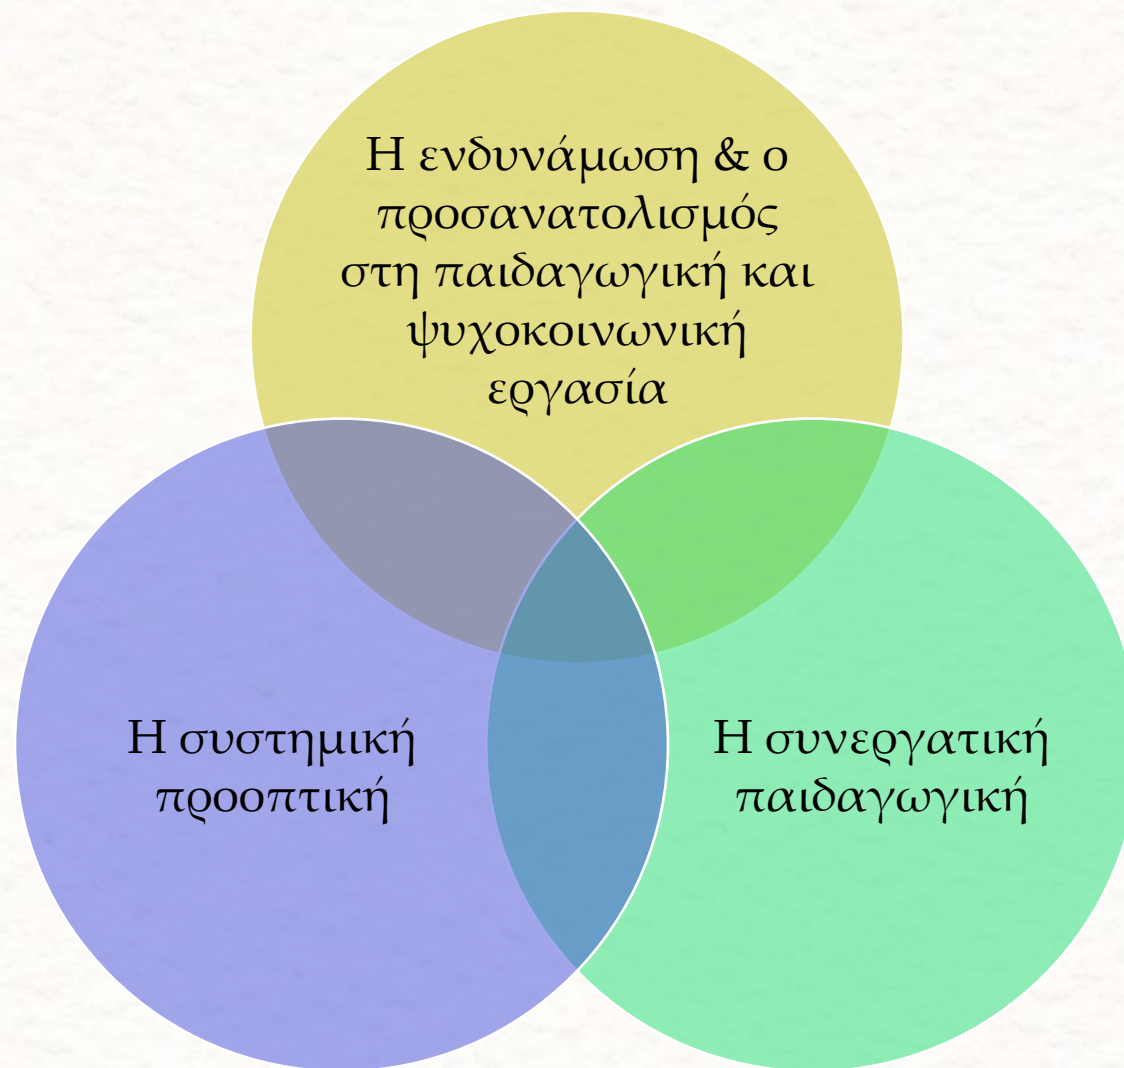 Η ενδυνάμωση & ο
προσανατολισμός
στη παιδαγωγική και
ψυχοκοινωνική
εργασία
Η συστημική
προοπτική
Η συνεργατική
παιδαγωγική